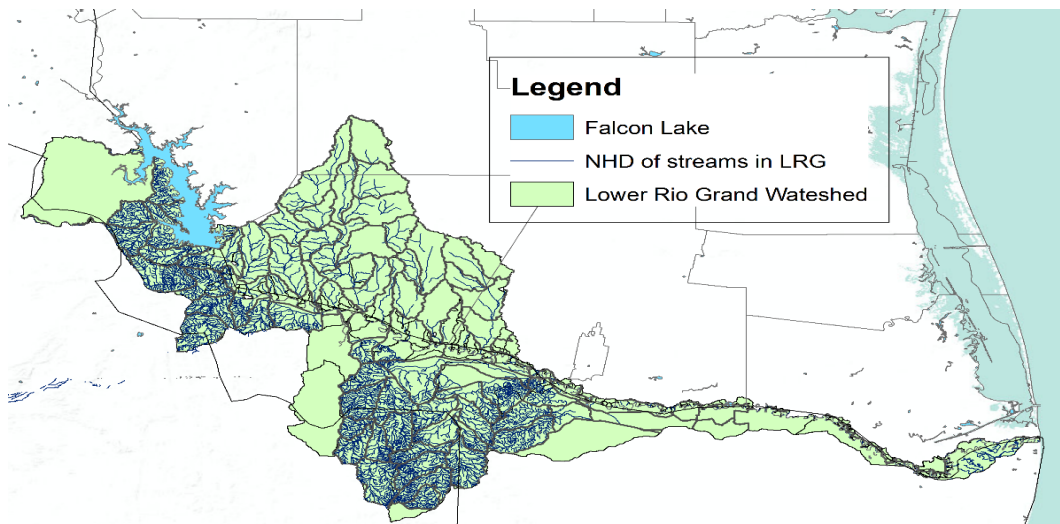 Legend
Falcon Lake
NHD of streams in LRG
Lower Rio Grand Wateshed